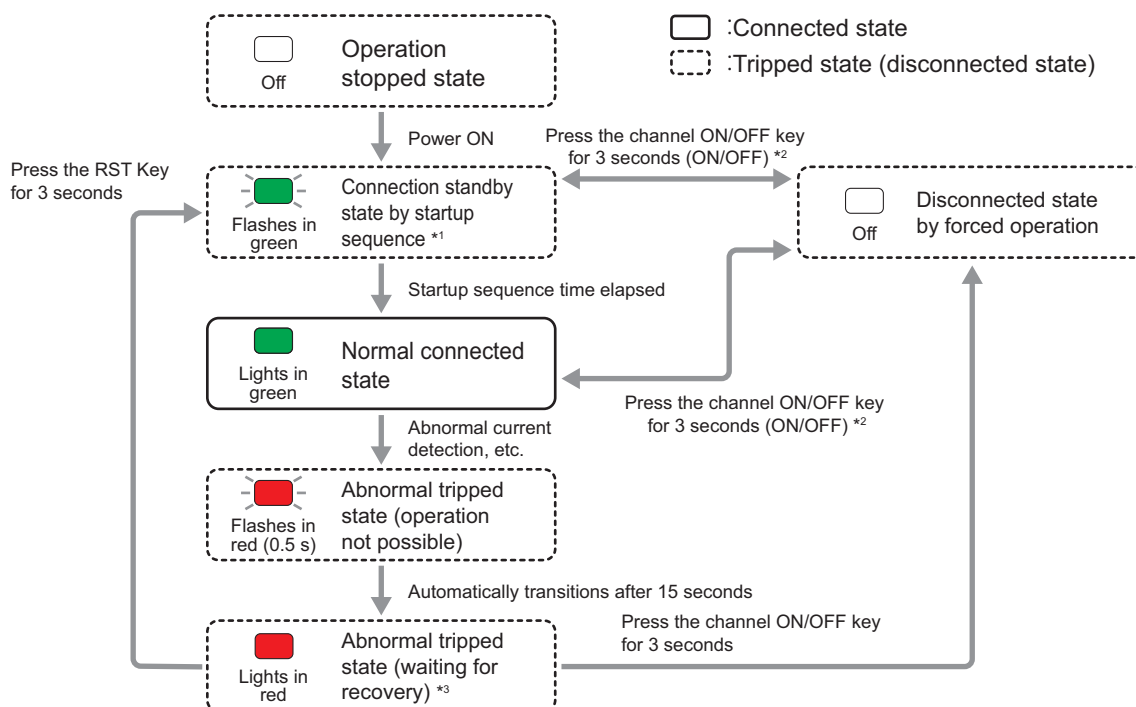 Operation
stopped state
Off
:Connected state
:Tripped state (disconnected state)
Power ON
Press the channel ON/OFF key
for 3 seconds (ON/OFF) *2
Press the RST Key
for 3 seconds
Connection standby
state by startup
sequence *1
Flashes in
green
Disconnected state
by forced operation
Off
Startup sequence time elapsed
Normal connected
state
Lights in
green
Press the channel ON/OFF key
for 3 seconds (ON/OFF) *2
Abnormal current
detection, etc.
Abnormal tripped
state (operation
not possible)
Flashes in
red (0.5 s)
Automatically transitions after 15 seconds
Press the channel ON/OFF key
for 3 seconds
Abnormal tripped
state (waiting for
recovery) *3
Lights in
red